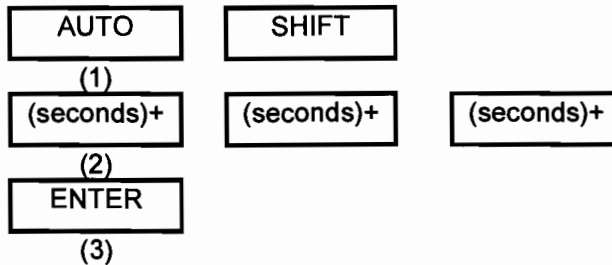 AUTO SHIFT
(1)
(seconds)+ (seconds)+ (seconds)+
(2)
ENTER
(3)